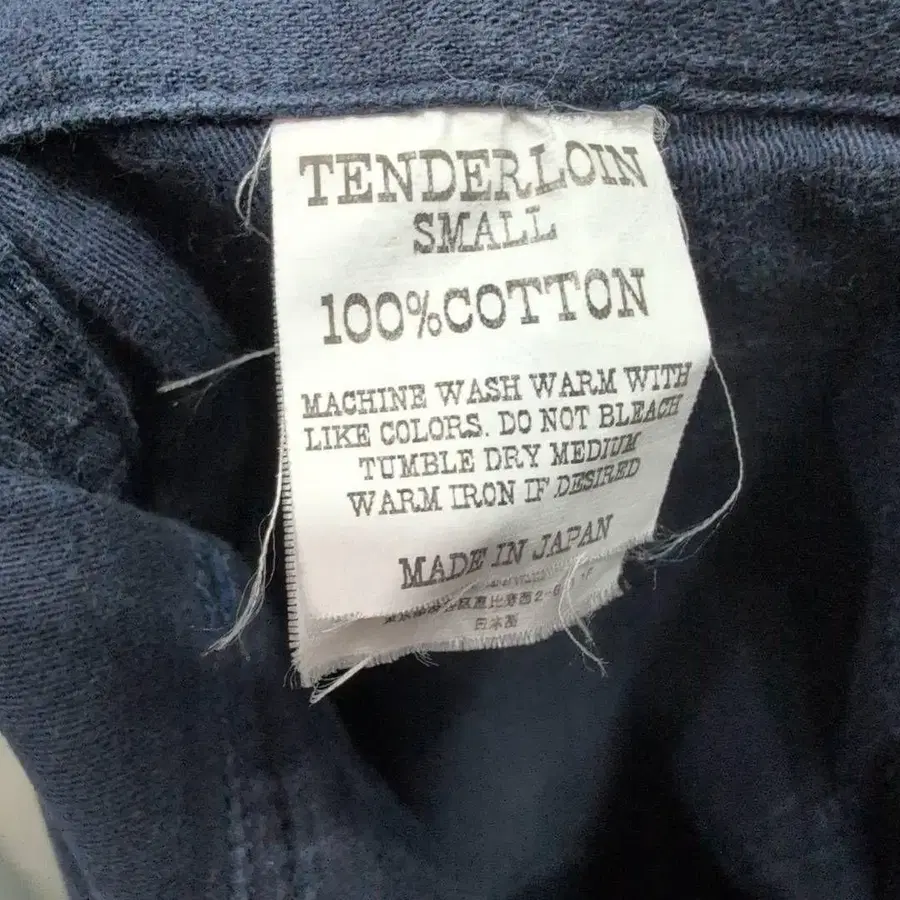 TENDERLOIN
SMALL
100%COTTON
MACHINE WASH WARM WITH
LIKE COLORS. DO NOT BLEACH
TUMBLE DRY MEDIUM
WARM IRON IF DESIRED
MADE IN JAPAN
日本製